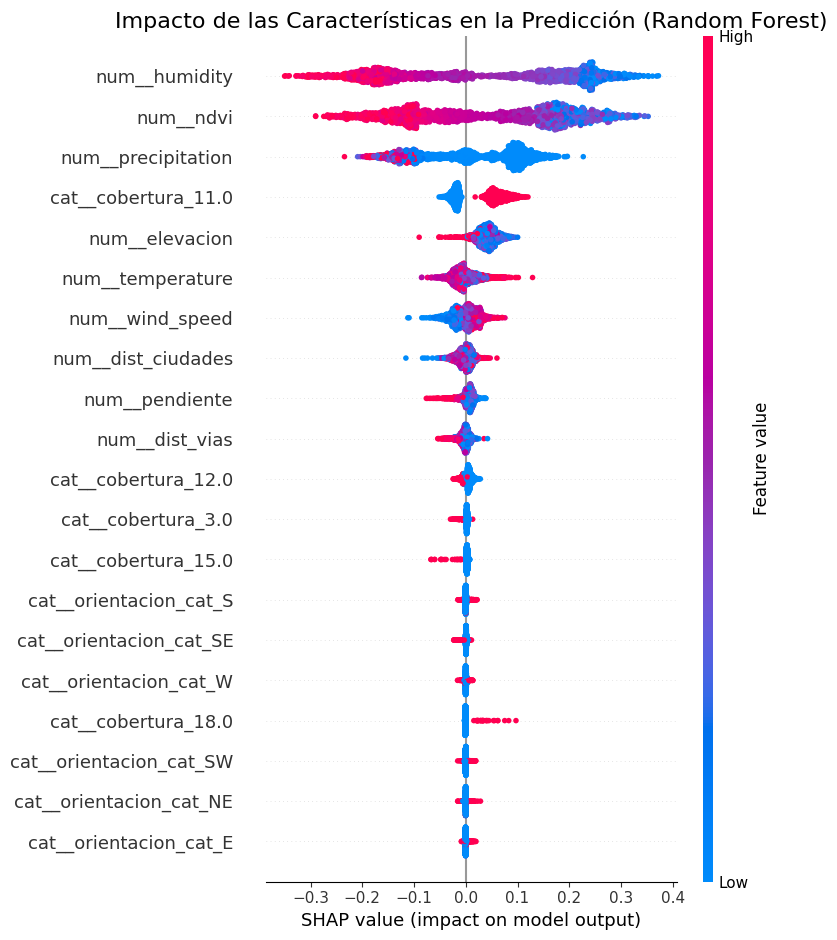 Impacto de las Características en la Predicción (Random Forest)
High
num__humidity
num__ndvi
num__precipitation
cat__cobertura_11.0
num__elevacion
num__temperature
num__wind_speed
num__dist_ciudades
num__pendiente
num__dist_vias
cat__cobertura_12.0
cat__cobertura_3.0
cat__cobertura_15.0
cat__orientacion_cat_S
cat__orientacion_cat_SE
cat__orientacion_cat_W
cat__cobertura_18.0
cat__orientacion_cat_SW
cat__orientacion_cat_NE
cat__orientacion_cat_E
Feature value
Low
−0.3 −0.2 −0.1 0.0 0.1 0.2 0.3 0.4
SHAP value (impact on model output)